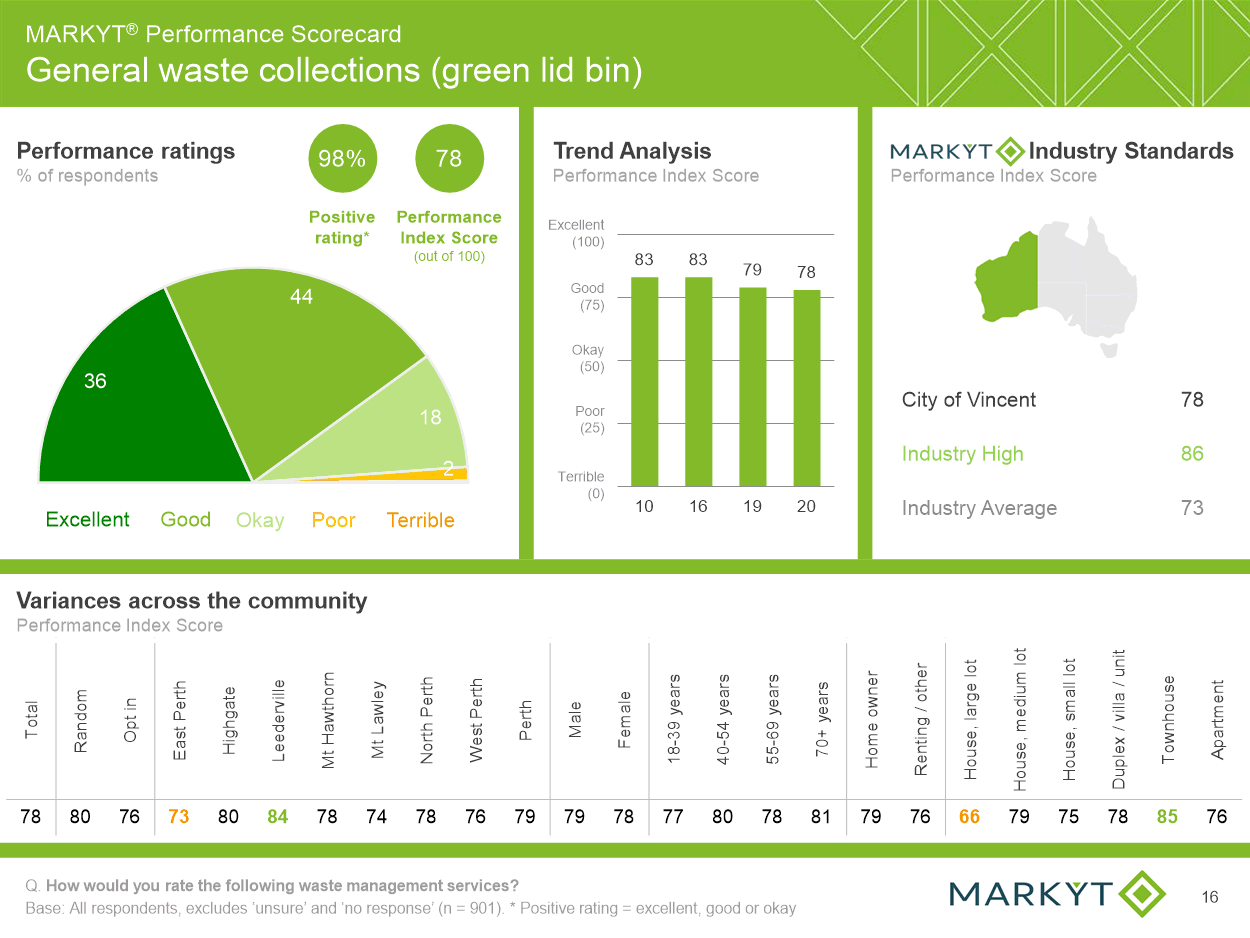 MARKYT® Performance Scorecard
General waste collections (green lid bin)
Performance ratings
% of respondents
98%
78
Positive
rating*
Performance
Index Score
(out of 100)
44
36
18
2
Excellent Good Okay Poor Terrible
Trend Analysis
Performance Index Score
Excellent
(100)
Good
(75)
Okay
(50)
Poor
(25)
Terrible
(0)
83 83 79 78
10 16 19 20
MARKYT Industry Standards
Performance Index Score
City of Vincent 78
Industry High 86
Industry Average 73
Variances across the community
Performance Index Score
Total
Random
Opt in
East Perth
Highgate
Leederville
Mt Hawthorn
Mt Lawley
North Perth
West Perth
Perth
Male
Female
18-39 years
40-54 years
55-69 years
70+ years
Home owner
Renting / other
House, large lot
House, medium lot
House, small lot
Duplex / villa / unit
Townhouse
Apartment
78 80 76 73 80 84 78 74 78 76 79 79 78 77 80 78 81 79 76 66 79 75 78 85 76
Q. How would you rate the following waste management services?
Base: All respondents, excludes ‘unsure’ and ‘no response’ (n = 901). * Positive rating = excellent, good or okay
MARKYT
16